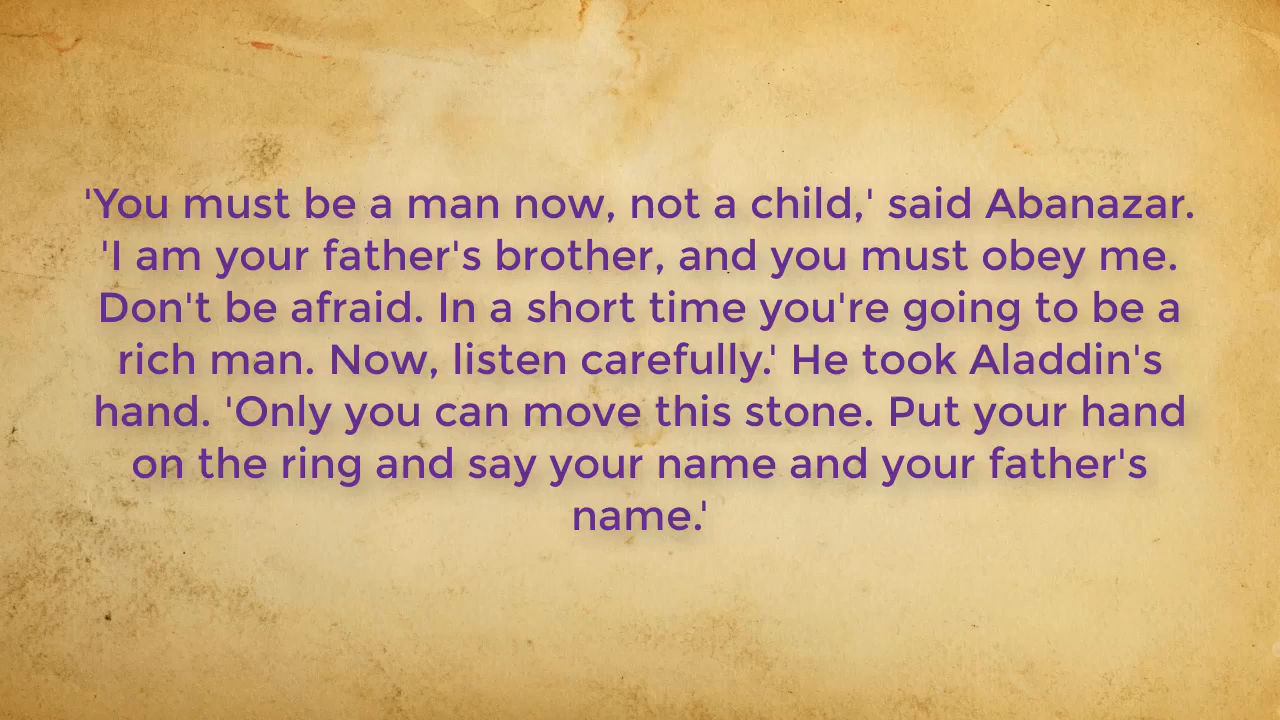 'You must be a man now, not a child,' said Abanazar.
'I am your father's brother, and you must obey me.
Don't be afraid. In a short time you're going to be a
rich man. Now, listen carefully.' He took Aladdin's
hand. 'Only you can move this stone. Put your hand
on the ring and say your name and your father's
name.'